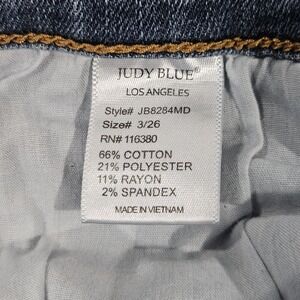 JUDY BLUE®
LOS ANGELES
Style# JB8284MD
Size# 3/26
RN# 116380
66% COTTON
21% POLYESTER
11% RAYON
2% SPANDEX
MADE IN VIETNAM